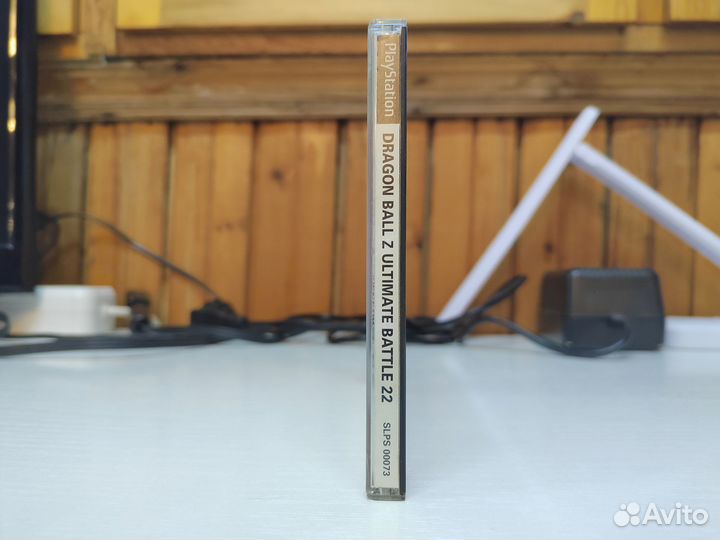 PlayStation
DRAGON BALL Z ULTIMATE BATTLE 22
SLPS 00073
Avito